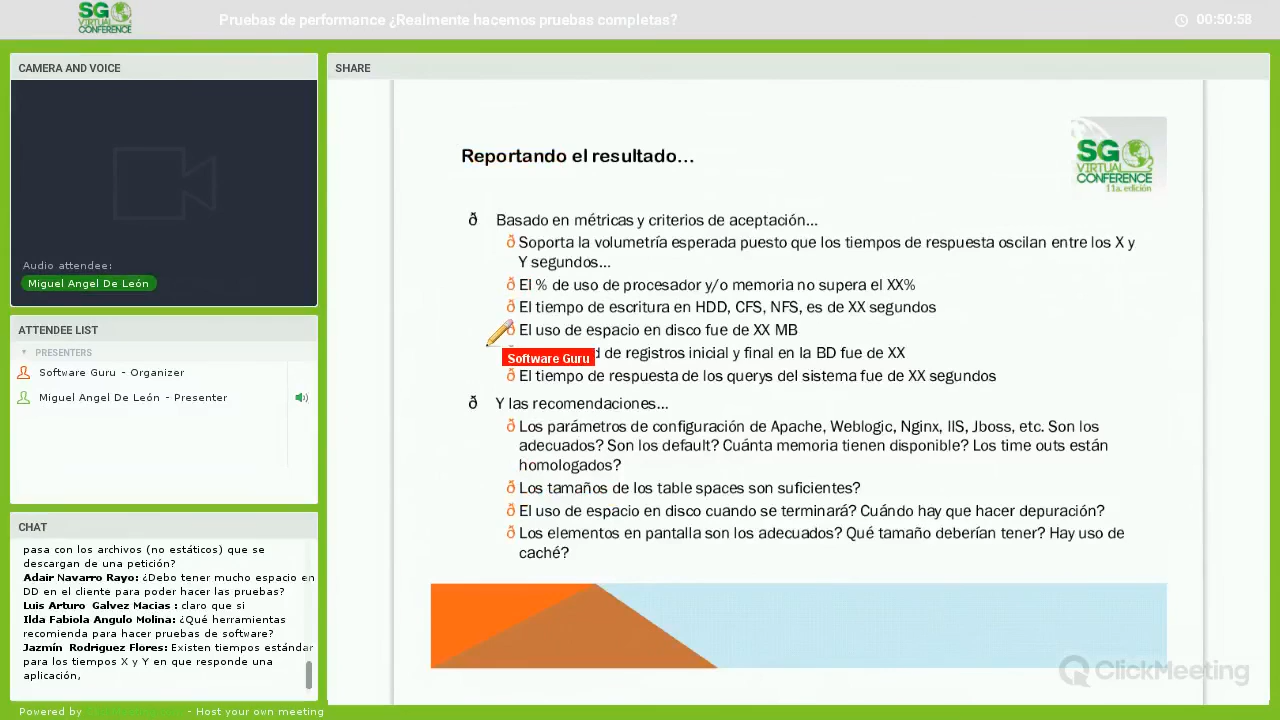 SG
VIRTUAL
CONFERENCE
Pruebas de performance ¿Realmente hacemos pruebas completas?
00:50:58
CAMERA AND VOICE
Audio attendee:
Miguel Angel De León
ATTENDEE LIST
PRESENTERS
Software Guru - Organizer
Miguel Angel De León - Presenter
CHAT
pasa con los archivos (no estáticos) que se
descargan de una petición?
Adair Navarro Rayo: ¿Debo tener mucho espacio en
DD en el cliente para poder hacer las pruebas?
Luis Arturo Galvez Macias : claro que si
Ilda Fabiola Angulo Molina: ¿Qué herramientas
recomienda para hacer pruebas de software?
Jazmín Rodriguez Flores: Existen tiempos estándar
para los tiempos X y Y en que responde una
aplicación,
Powered by
- Host your own meeting
SHARE
Reportando el resultado...
SG
VIRTUAL
CONFERENCE
11a. edición
ð Basado en métricas y criterios de aceptación...
ð Soporta la volumetría esperada puesto que los tiempos de respuesta oscilan entre los X y
Y segundos...
ð El % de uso de procesador y/o memoria no supera el XX%
ð El tiempo de escritura en HDD, CFS, NFS, es de XX segundos
ð El uso de espacio en disco fue de XX MB
Software Guru
d de registros inicial y final en la BD fue de XX
ð El tiempo de respuesta de los querys del sistema fue de XX segundos
ð Y las recomendaciones...
ð Los parámetros de configuración de Apache, Weblogic, Nginx, IIS, Jboss, etc. Son los
adecuados? Son los default? Cuánta memoria tienen disponible? Los time outs están
homologados?
ð Los tamaños de los table spaces son suficientes?
ð El uso de espacio en disco cuando se terminará? Cuándo hay que hacer depuración?
ð Los elementos en pantalla son los adecuados? Qué tamaño deberían tener? Hay uso de
caché?
ClickMeeting